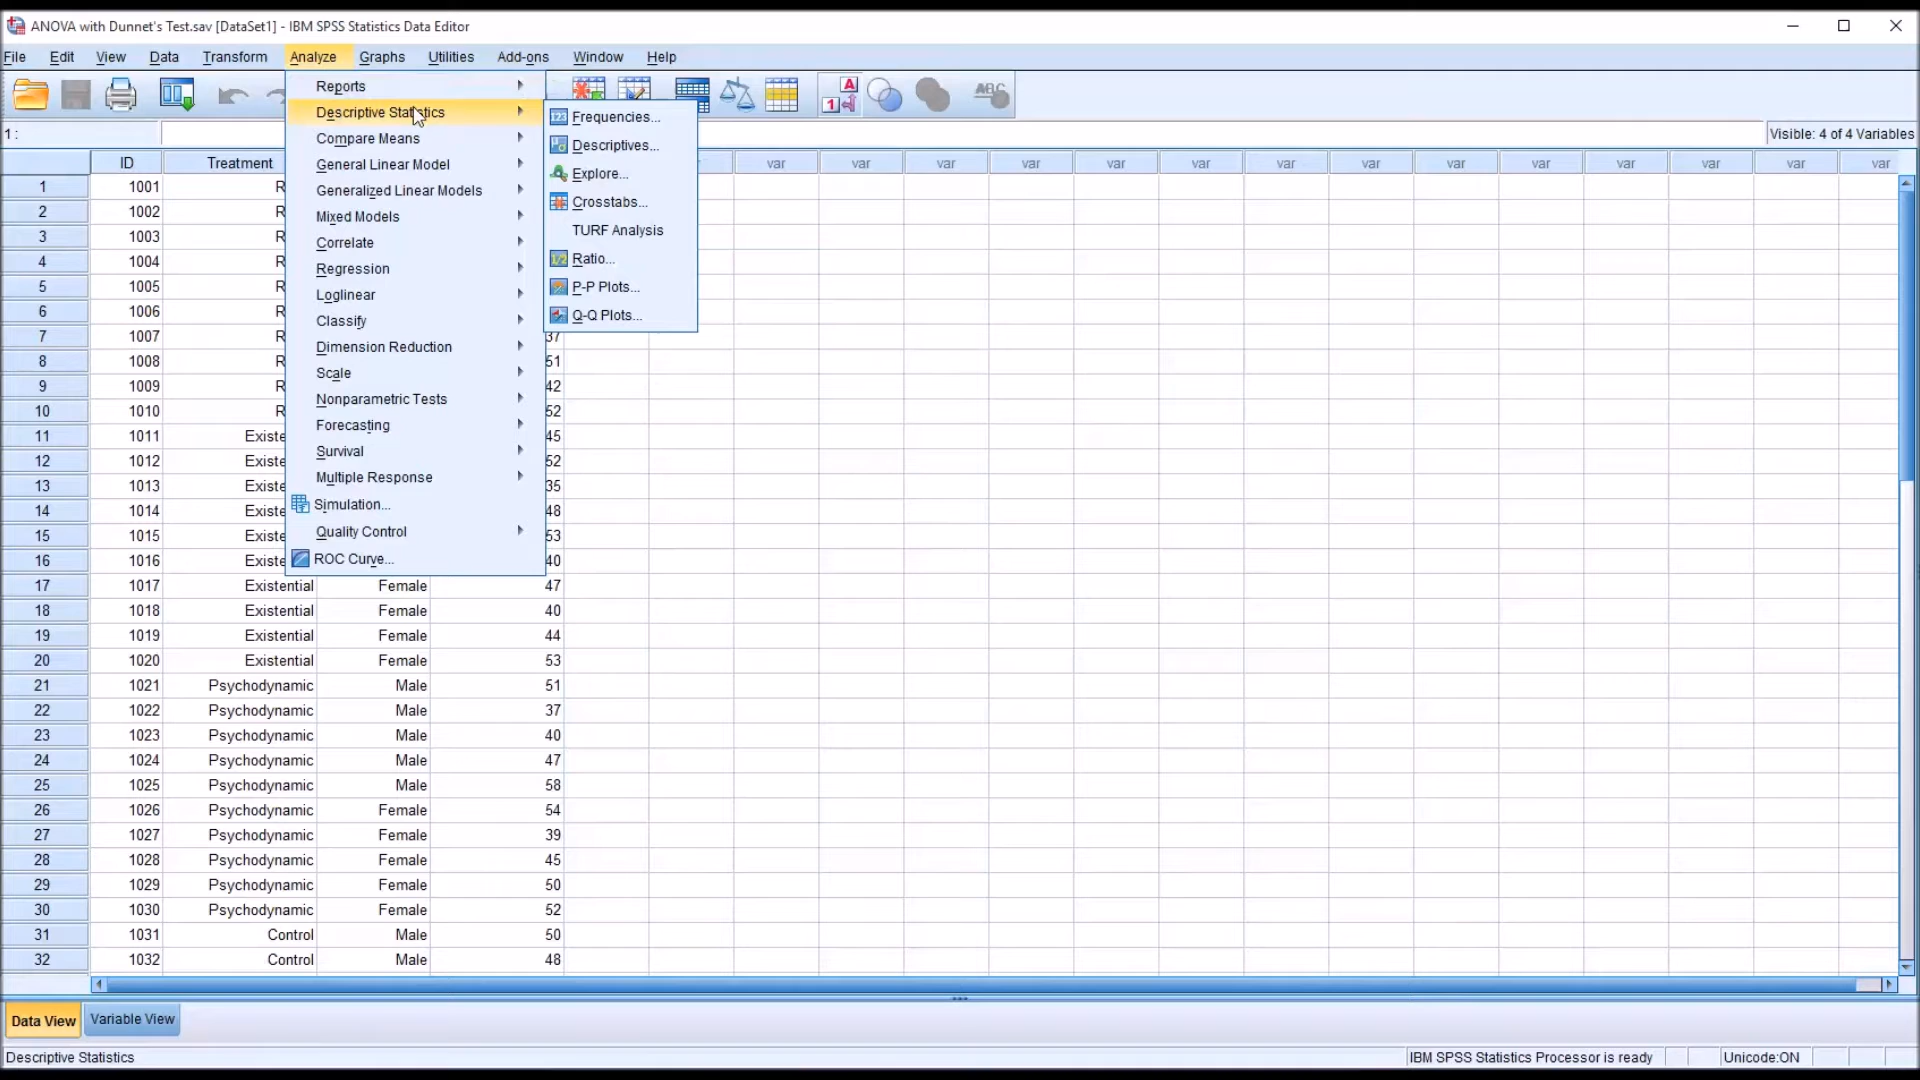 ANOVA with Dunnet's Test.sav [DataSet1] - IBM SPSS Statistics Data Editor
File Edit View Data Transform Analyze Graphs Utilities Add-ons Window Help
1 :
Visible: 4 of 4 Variables
Reports
Descriptive Statistics
Compare Means
General Linear Model
Generalized Linear Models
Mixed Models
Correlate
Regression
Loglinear
Classify
Dimension Reduction
Scale
Nonparametric Tests
Forecasting
Survival
Multiple Response
Simulation...
Quality Control
ROC Curve...
Frequencies...
Descriptives...
Explore...
Crosstabs...
TURF Analysis
Ratio...
P-P Plots...
Q-Q Plots...
A
1
ABC
ID Treatment var var var var var var var var var var var var var var
1 1001 R
2 1002 R
3 1003 R
4 1004 R
5 1005 R
6 1006 R
7 1007 R 37
8 1008 R 51
9 1009 R 42
10 1010 R 52
11 1011 Existe 45
12 1012 Existe 52
13 1013 Existe 35
14 1014 Existe 48
15 1015 Existe 53
16 1016 Existe 40
17 1017 Existential Female 47
18 1018 Existential Female 40
19 1019 Existential Female 44
20 1020 Existential Female 53
21 1021 Psychodynamic Male 51
22 1022 Psychodynamic Male 37
23 1023 Psychodynamic Male 40
24 1024 Psychodynamic Male 47
25 1025 Psychodynamic Male 58
26 1026 Psychodynamic Female 54
27 1027 Psychodynamic Female 39
28 1028 Psychodynamic Female 45
29 1029 Psychodynamic Female 50
30 1030 Psychodynamic Female 52
31 1031 Control Male 50
32 1032 Control Male 48
Data View Variable View
Descriptive Statistics IBM SPSS Statistics Processor is ready Unicode:ON